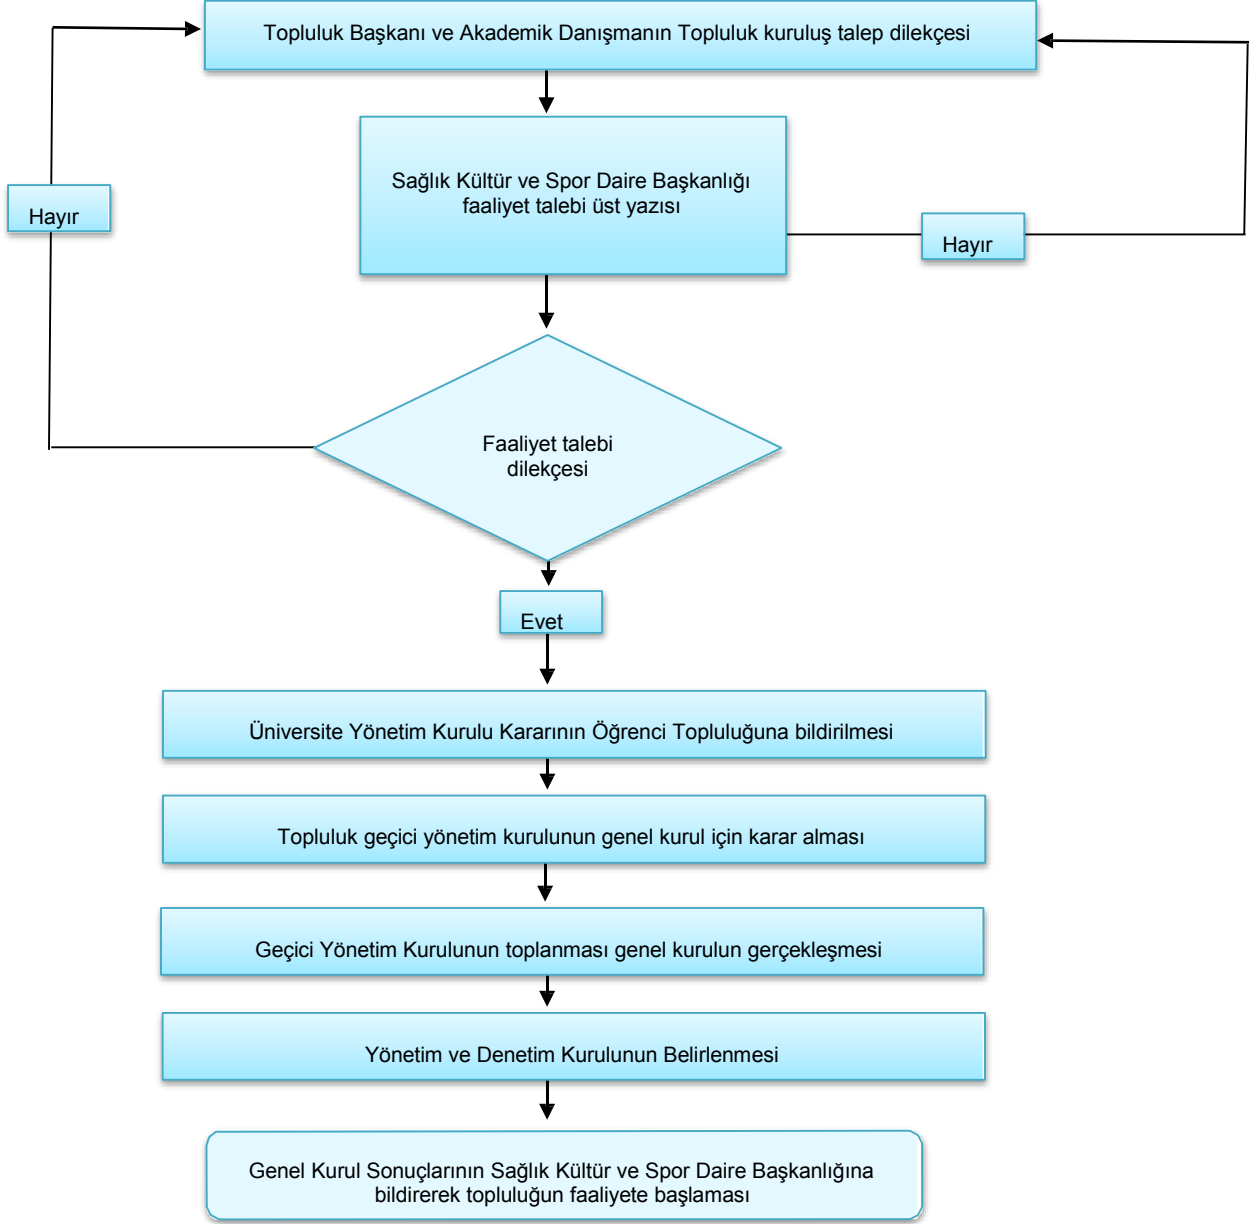 Topluluk Başkanı ve Akademik Danışmanın Topluluk kuruluş talep dilekçesi
Sağlık Kültür ve Spor Daire Başkanlığı
faaliyet talebi üst yazısı
Hayır
Hayır
Faaliyet talebi
dilekçesi
Evet
Üniversite Yönetim Kurulu Kararının Öğrenci Topluluğuna bildirilmesi
Topluluk geçici yönetim kurulunun genel kurul için karar alması
Geçici Yönetim Kurulunun toplanması genel kurulun gerçekleşmesi
Yönetim ve Denetim Kurulunun Belirlenmesi
Genel Kurul Sonuçlarının Sağlık Kültür ve Spor Daire Başkanlığına
bildirerek topluluğun faaliyete başlaması